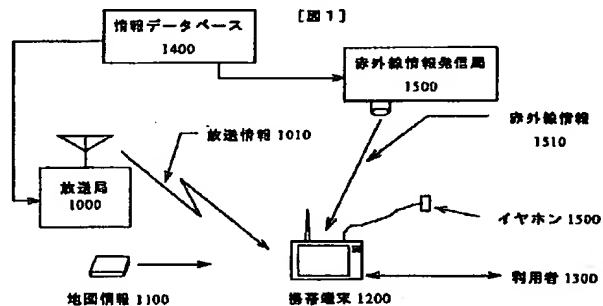 [図1]
情報データベース
1400
赤外線情報発信局
1500
放送情報 1010
赤外線情報
1510
放送局
1000
イヤホン 1500
地図情報 1100
携帯端末 1200
利用者 1300